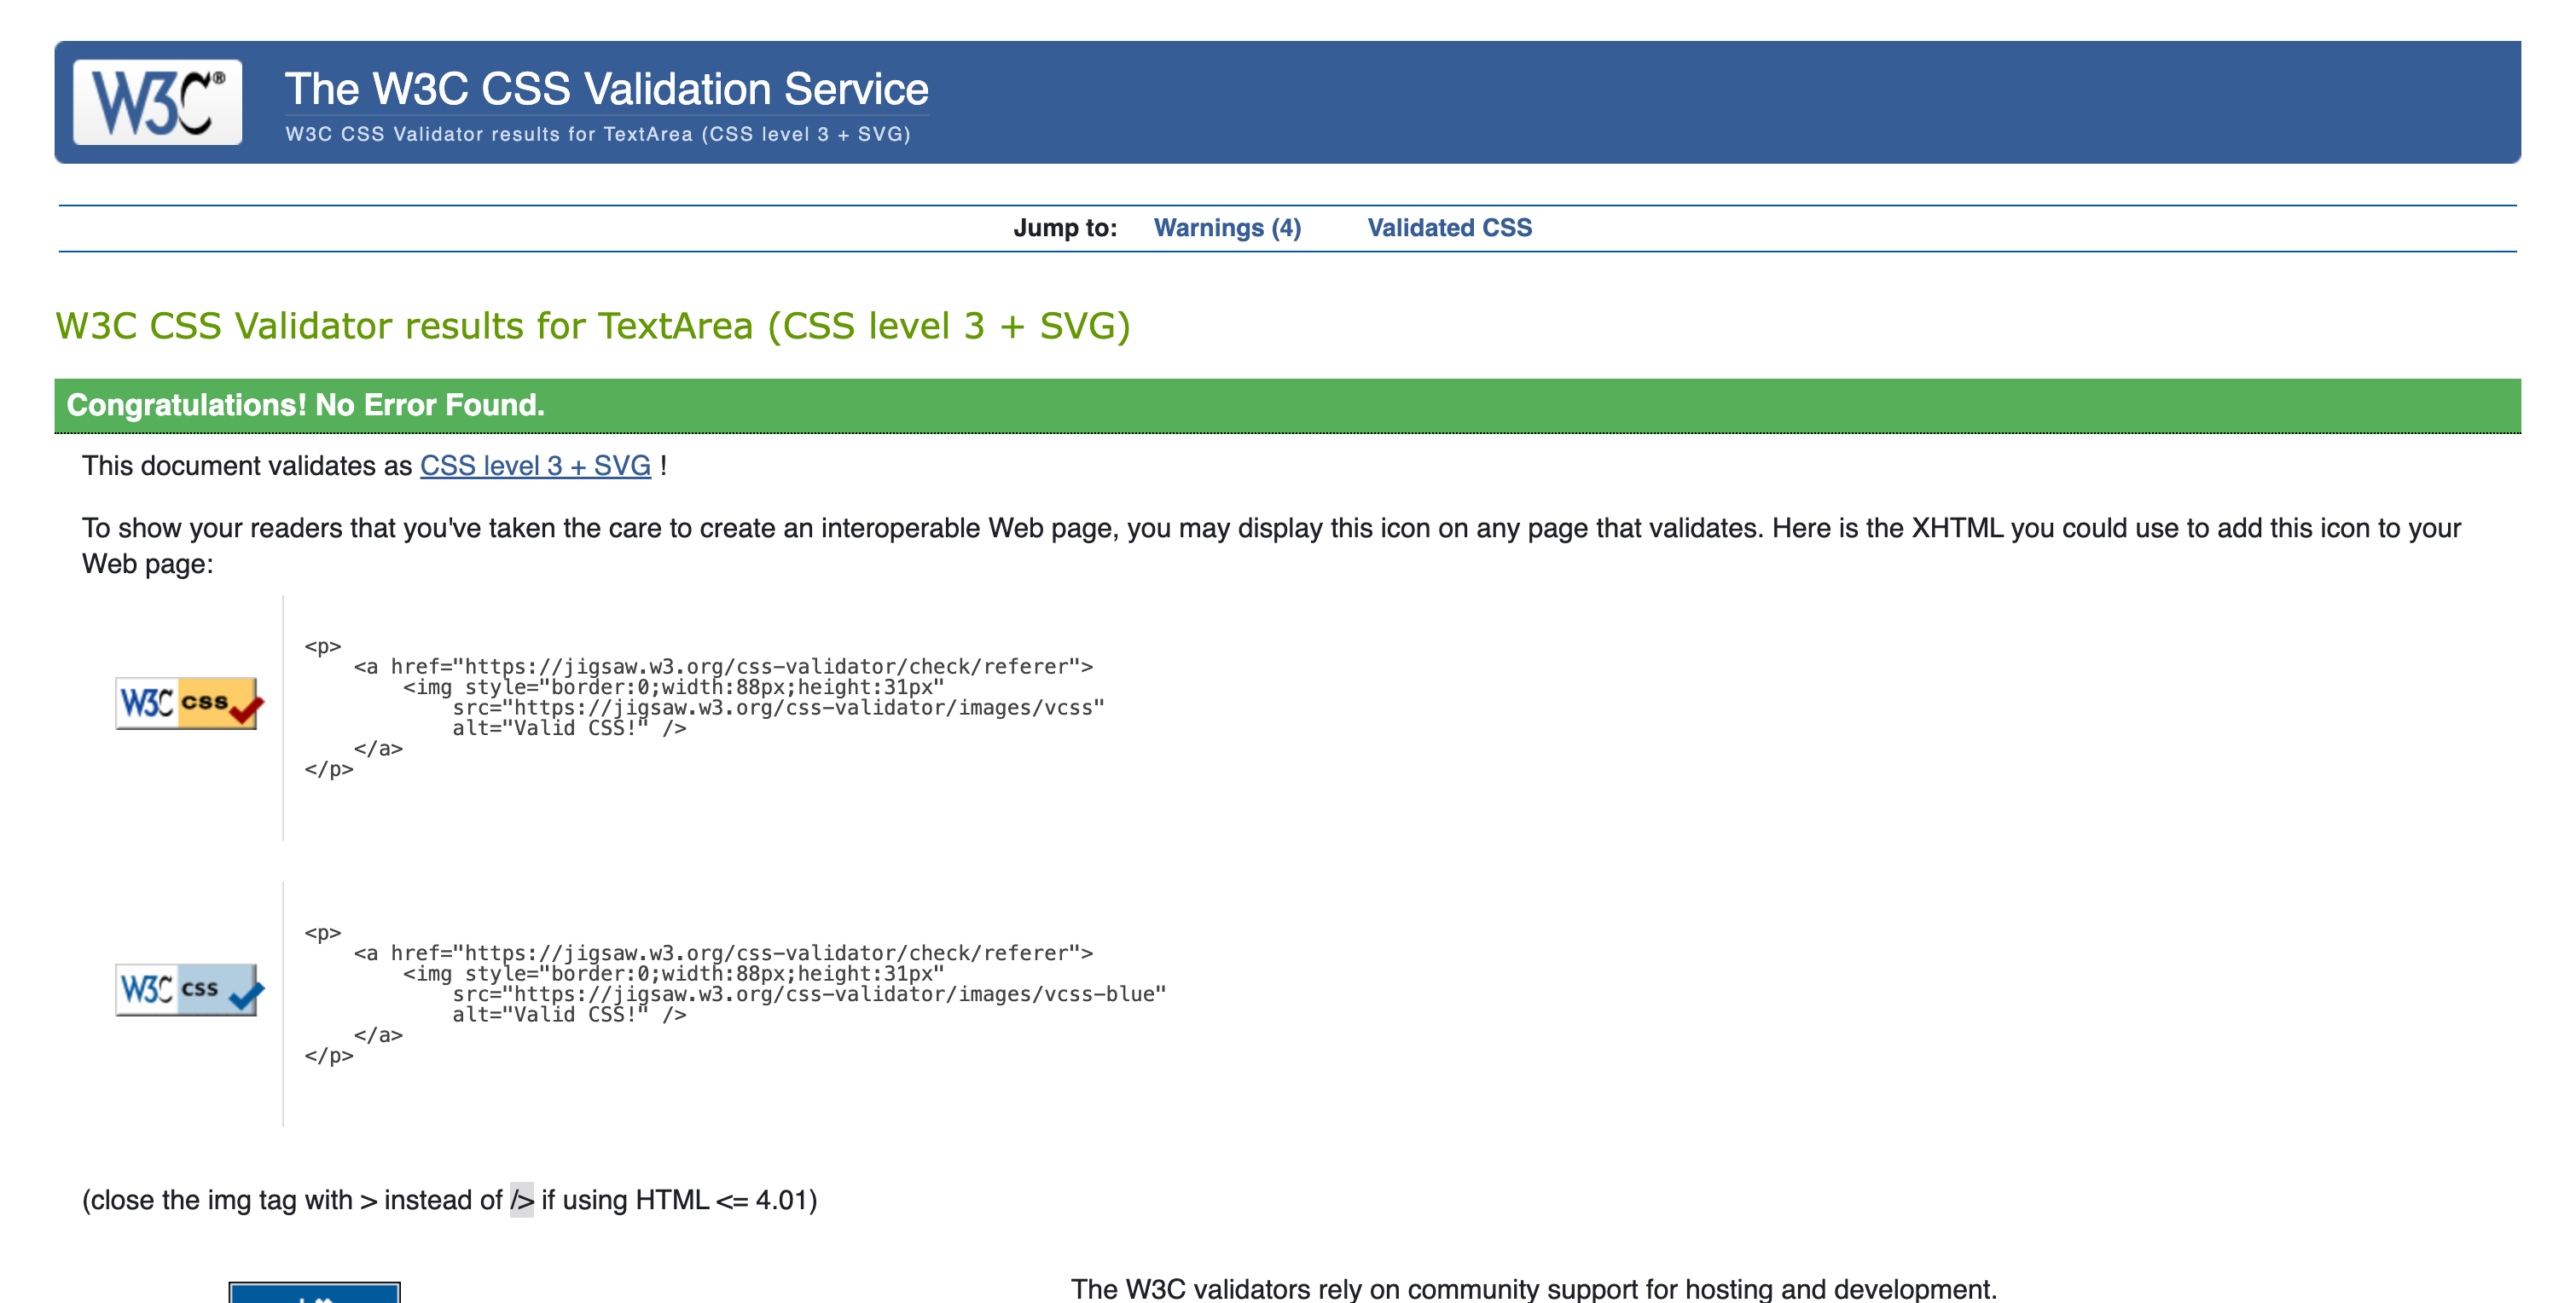 W3C®
The W3C CSS Validation Service
W3C CSS Validator results for TextArea (CSS level 3 + SVG)
Jump to: Warnings (4) Validated CSS
W3C CSS Validator results for TextArea (CSS level 3 + SVG)
Congratulations! No Error Found.
This document validates as CSS level 3 + SVG !
To show your readers that you've taken the care to create an interoperable Web page, you may display this icon on any page that validates. Here is the XHTML you could use to add this icon to your
Web page:
W3C css
<p>
    <a href="https://jigsaw.w3.org/css-validator/check/referer">
        <img style="border:0;width:88px;height:31px"
            src="https://jigsaw.w3.org/css-validator/images/vcss"
            alt="Valid CSS!" />
    </a>
</p>
W3C css
<p>
    <a href="https://jigsaw.w3.org/css-validator/check/referer">
        <img style="border:0;width:88px;height:31px"
            src="https://jigsaw.w3.org/css-validator/images/vcss-blue"
            alt="Valid CSS!" />
    </a>
</p>
(close the img tag with > instead of /> if using HTML <= 4.01)
The W3C validators rely on community support for hosting and development.